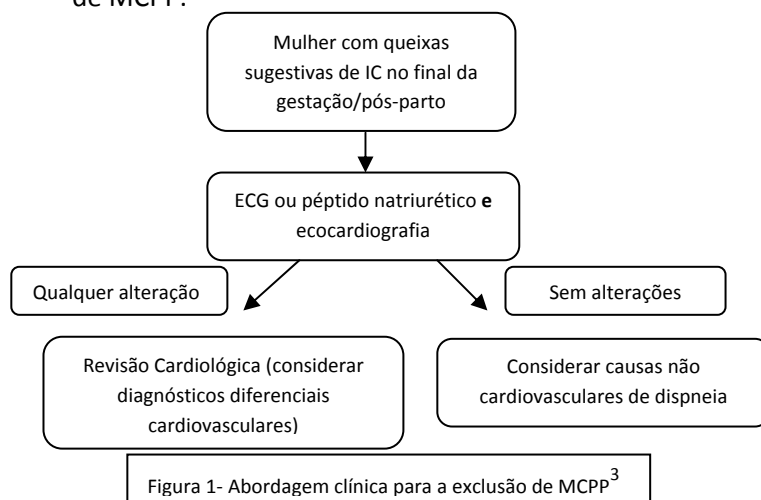 de MCPP.
Mulher com queixas
sugestivas de IC no final da
gestação/pós-parto
ECG ou péptido natriurético e
ecocardiografia
Qualquer alteração
Sem alterações
Revisão Cardiológica (considerar
diagnósticos diferenciais
cardiovasculares)
Considerar causas não
cardiovasculares de dispneia
Figura 1- Abordagem clínica para a exclusão de MCPP³